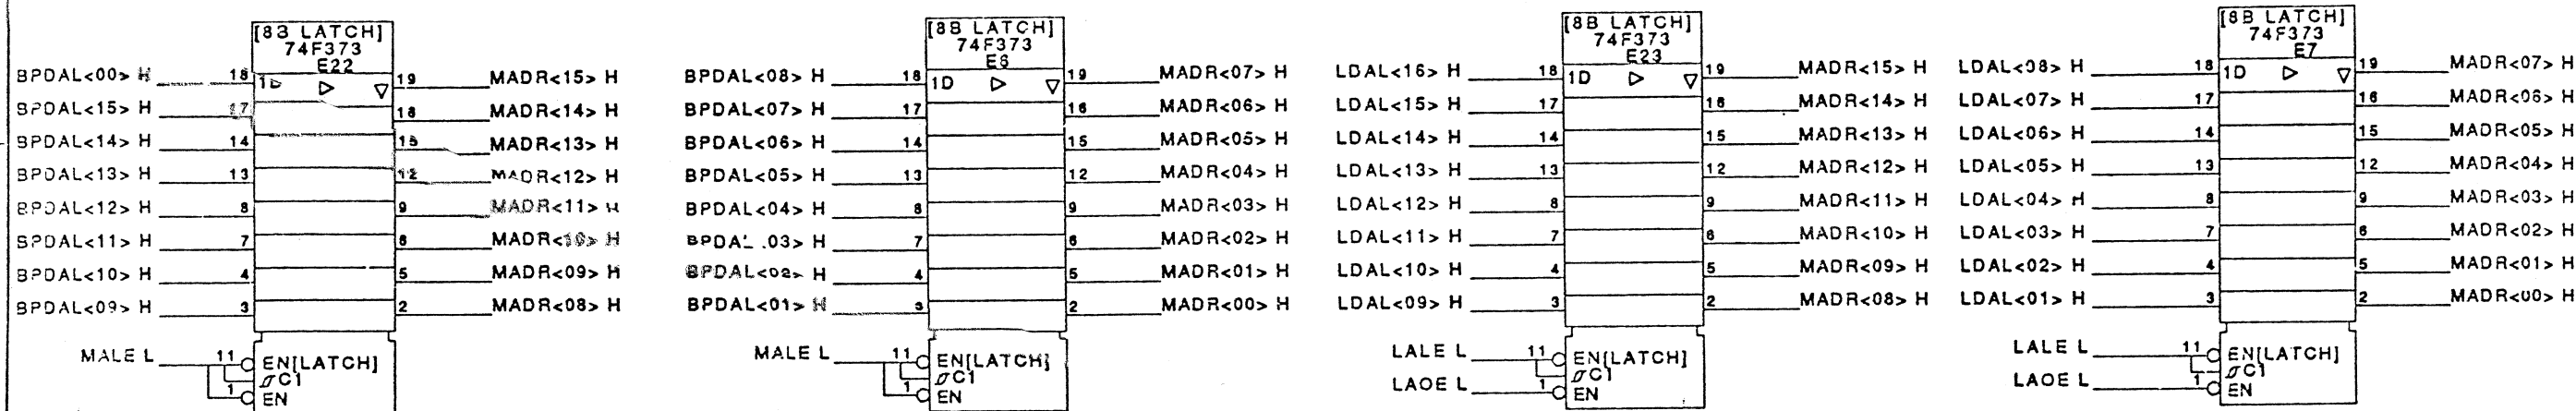 [8B LATCH]
74F373
E22
BPDAL<00> H 18 1D 19 MADR<15> H
BPDAL<15> H 17 16 MADR<14> H
BPDAL<14> H 14 15 MADR<13> H
BPDAL<13> H 13 12 MADR<12> H
BPDAL<12> H 8 9 MADR<11> H
BPDAL<11> H 7 6 MADR<10> H
BPDAL<10> H 4 5 MADR<09> H
BPDAL<09> H 3 2 MADR<08> H
MALE L 11 EN[LATCH]
C1
1 EN
[8B LATCH]
74F373
E6
BPDAL<08> H 18 1D 19 MADR<07> H
BPDAL<07> H 17 16 MADR<06> H
BPDAL<06> H 14 15 MADR<05> H
BPDAL<05> H 13 12 MADR<04> H
BPDAL<04> H 8 9 MADR<03> H
BPDAL<03> H 7 6 MADR<02> H
BPDAL<02> H 4 5 MADR<01> H
BPDAL<01> H 3 2 MADR<00> H
MALE L 11 EN[LATCH]
C1
1 EN
[8B LATCH]
74F373
E23
LDAL<16> H 18 1D 19 MADR<15> H
LDAL<15> H 17 16 MADR<14> H
LDAL<14> H 14 15 MADR<13> H
LDAL<13> H 13 12 MADR<12> H
LDAL<12> H 8 9 MADR<11> H
LDAL<11> H 7 6 MADR<10> H
LDAL<10> H 4 5 MADR<09> H
LDAL<09> H 3 2 MADR<08> H
LALE L 11 EN[LATCH]
C1
LAOE L 1 EN
[8B LATCH]
74F373
E7
LDAL<08> H 18 1D 19 MADR<07> H
LDAL<07> H 17 16 MADR<06> H
LDAL<06> H 14 15 MADR<05> H
LDAL<05> H 13 12 MADR<04> H
LDAL<04> H 8 9 MADR<03> H
LDAL<03> H 7 6 MADR<02> H
LDAL<02> H 4 5 MADR<01> H
LDAL<01> H 3 2 MADR<00> H
LALE L 11 EN[LATCH]
C1
LAOE L 1 EN